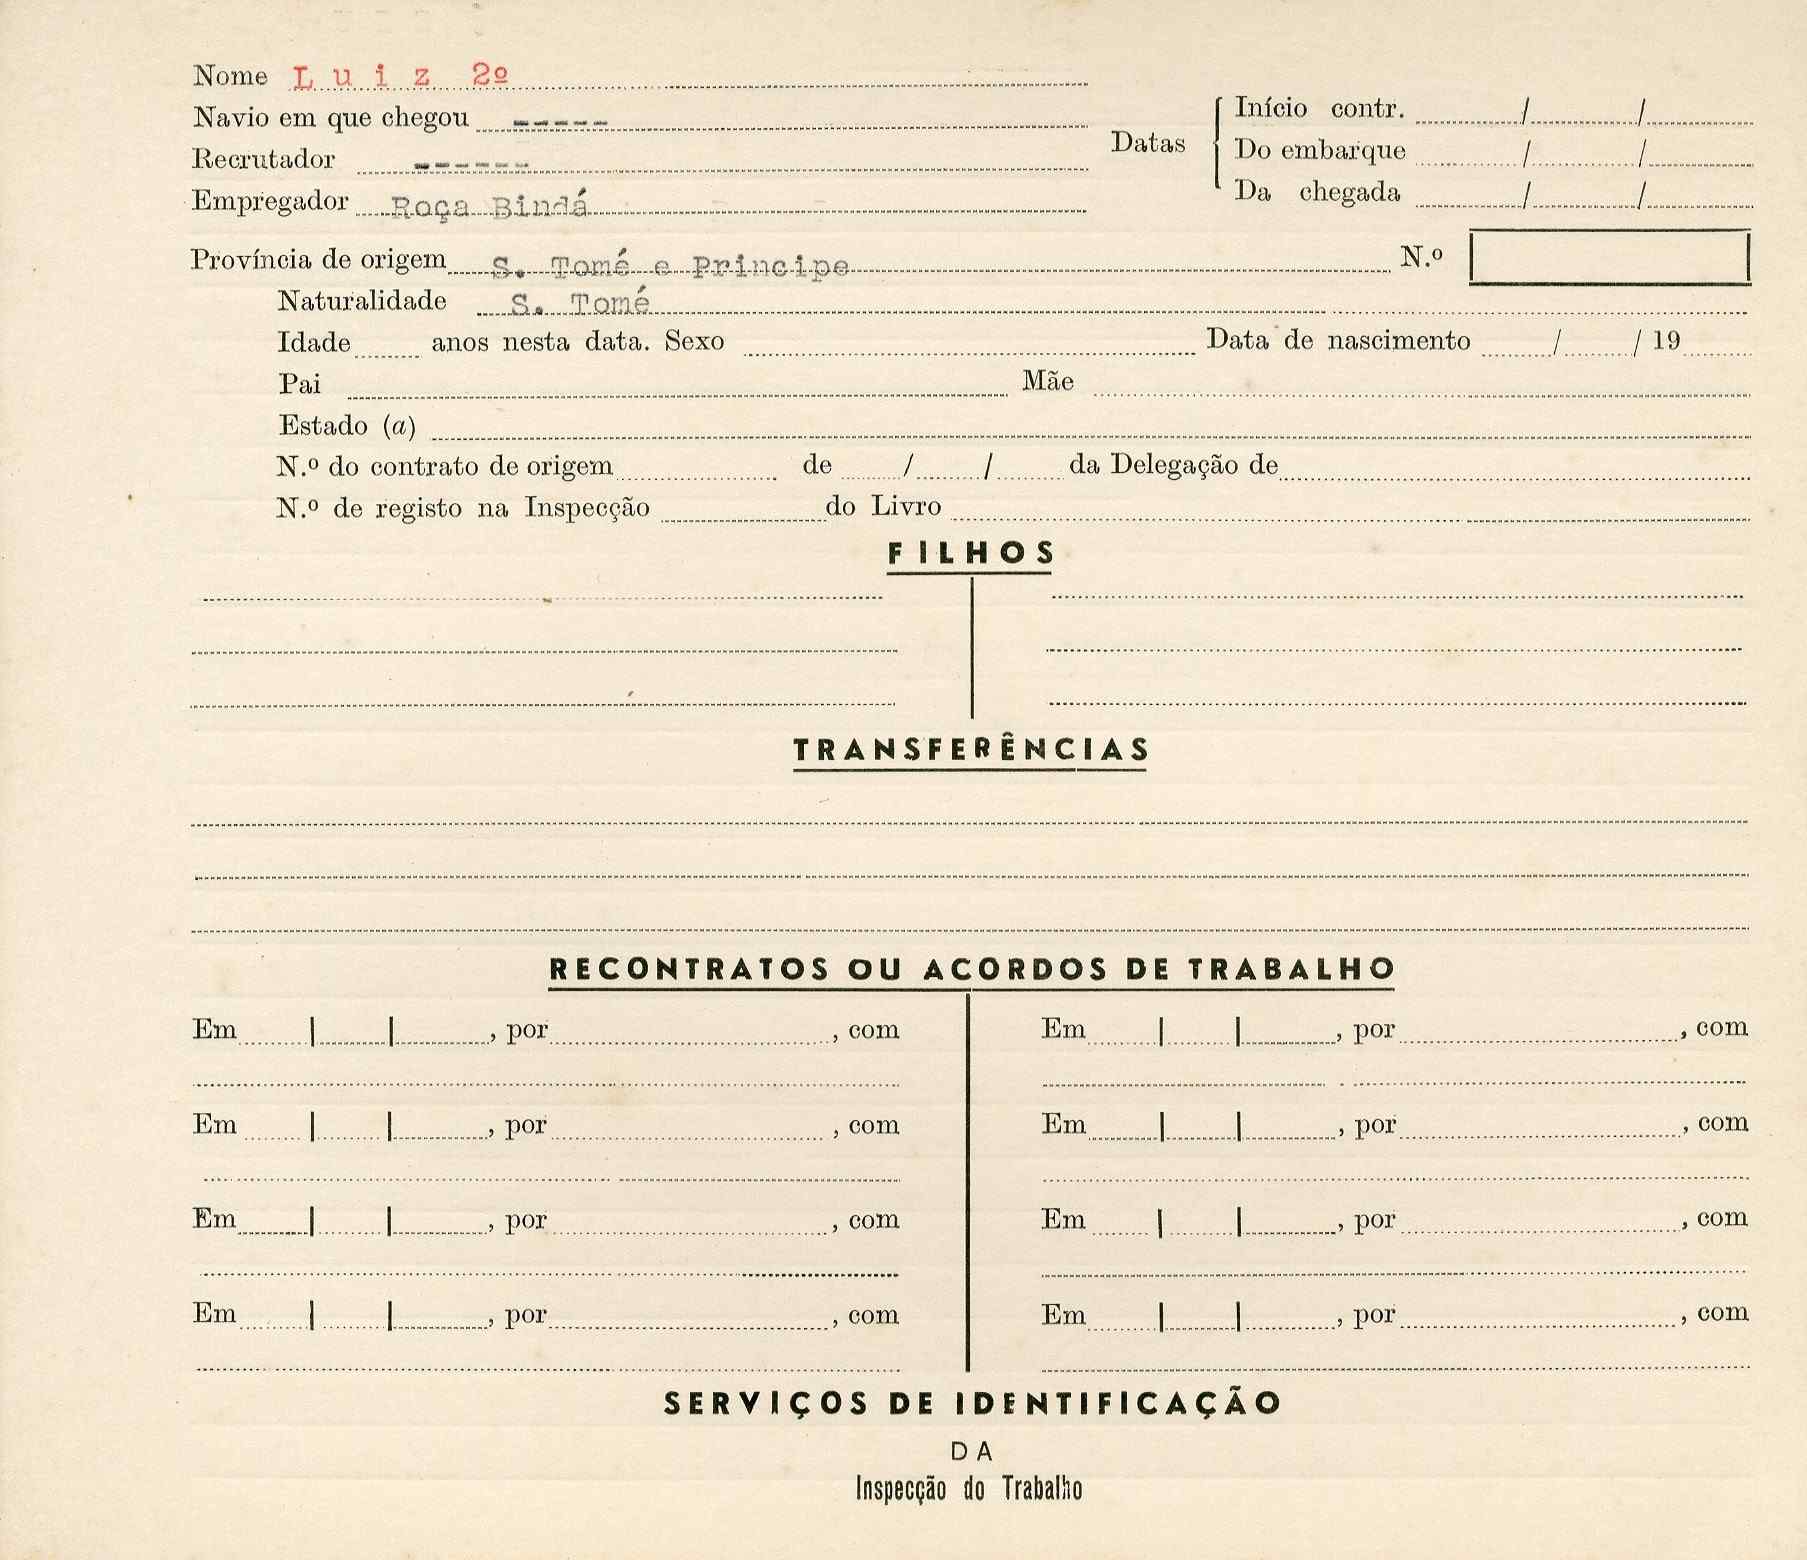 Nome L u i z 2º
Navio em que chegou -----
Recrutador ------
Empregador Roça Bindá
Datas
Início contr. / /
Do embarque / /
Da chegada / /
Província de origem S. Tomé e Principe N.º
Naturalidade S. Tomé
Idade anos nesta data. Sexo Data de nascimento / / 19
Pai Mãe
Estado (a)
N.º do contrato de origem de / / da Delegação de
N.º de registo na Inspecção do Livro
FILHOS
TRANSFERÊNCIAS
RECONTRATOS OU ACORDOS DE TRABALHO
Em | | , por , com Em | | , por , com
Em | | , por , com Em | | , por , com
Em | | , por , com Em | | , por , com
Em | | , por , com Em | | , por , com
SERVIÇOS DE IDENTIFICAÇÃO
DA
Inspecção do Trabalho